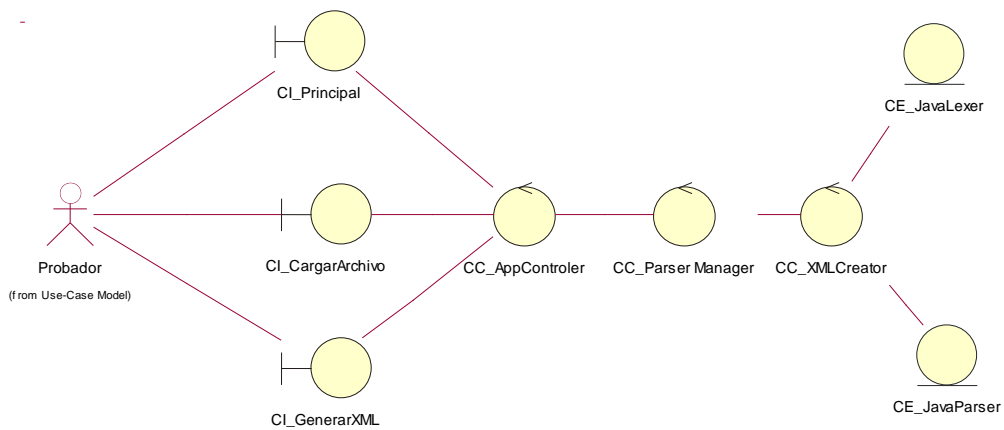 CI_Principal
CE_JavaLexer
Probador
(from Use-Case Model)
CI_CargarArchivo
CC_AppControler
CC_Parser Manager
CC_XMLCreator
CI_GenerarXML
CE_JavaParser